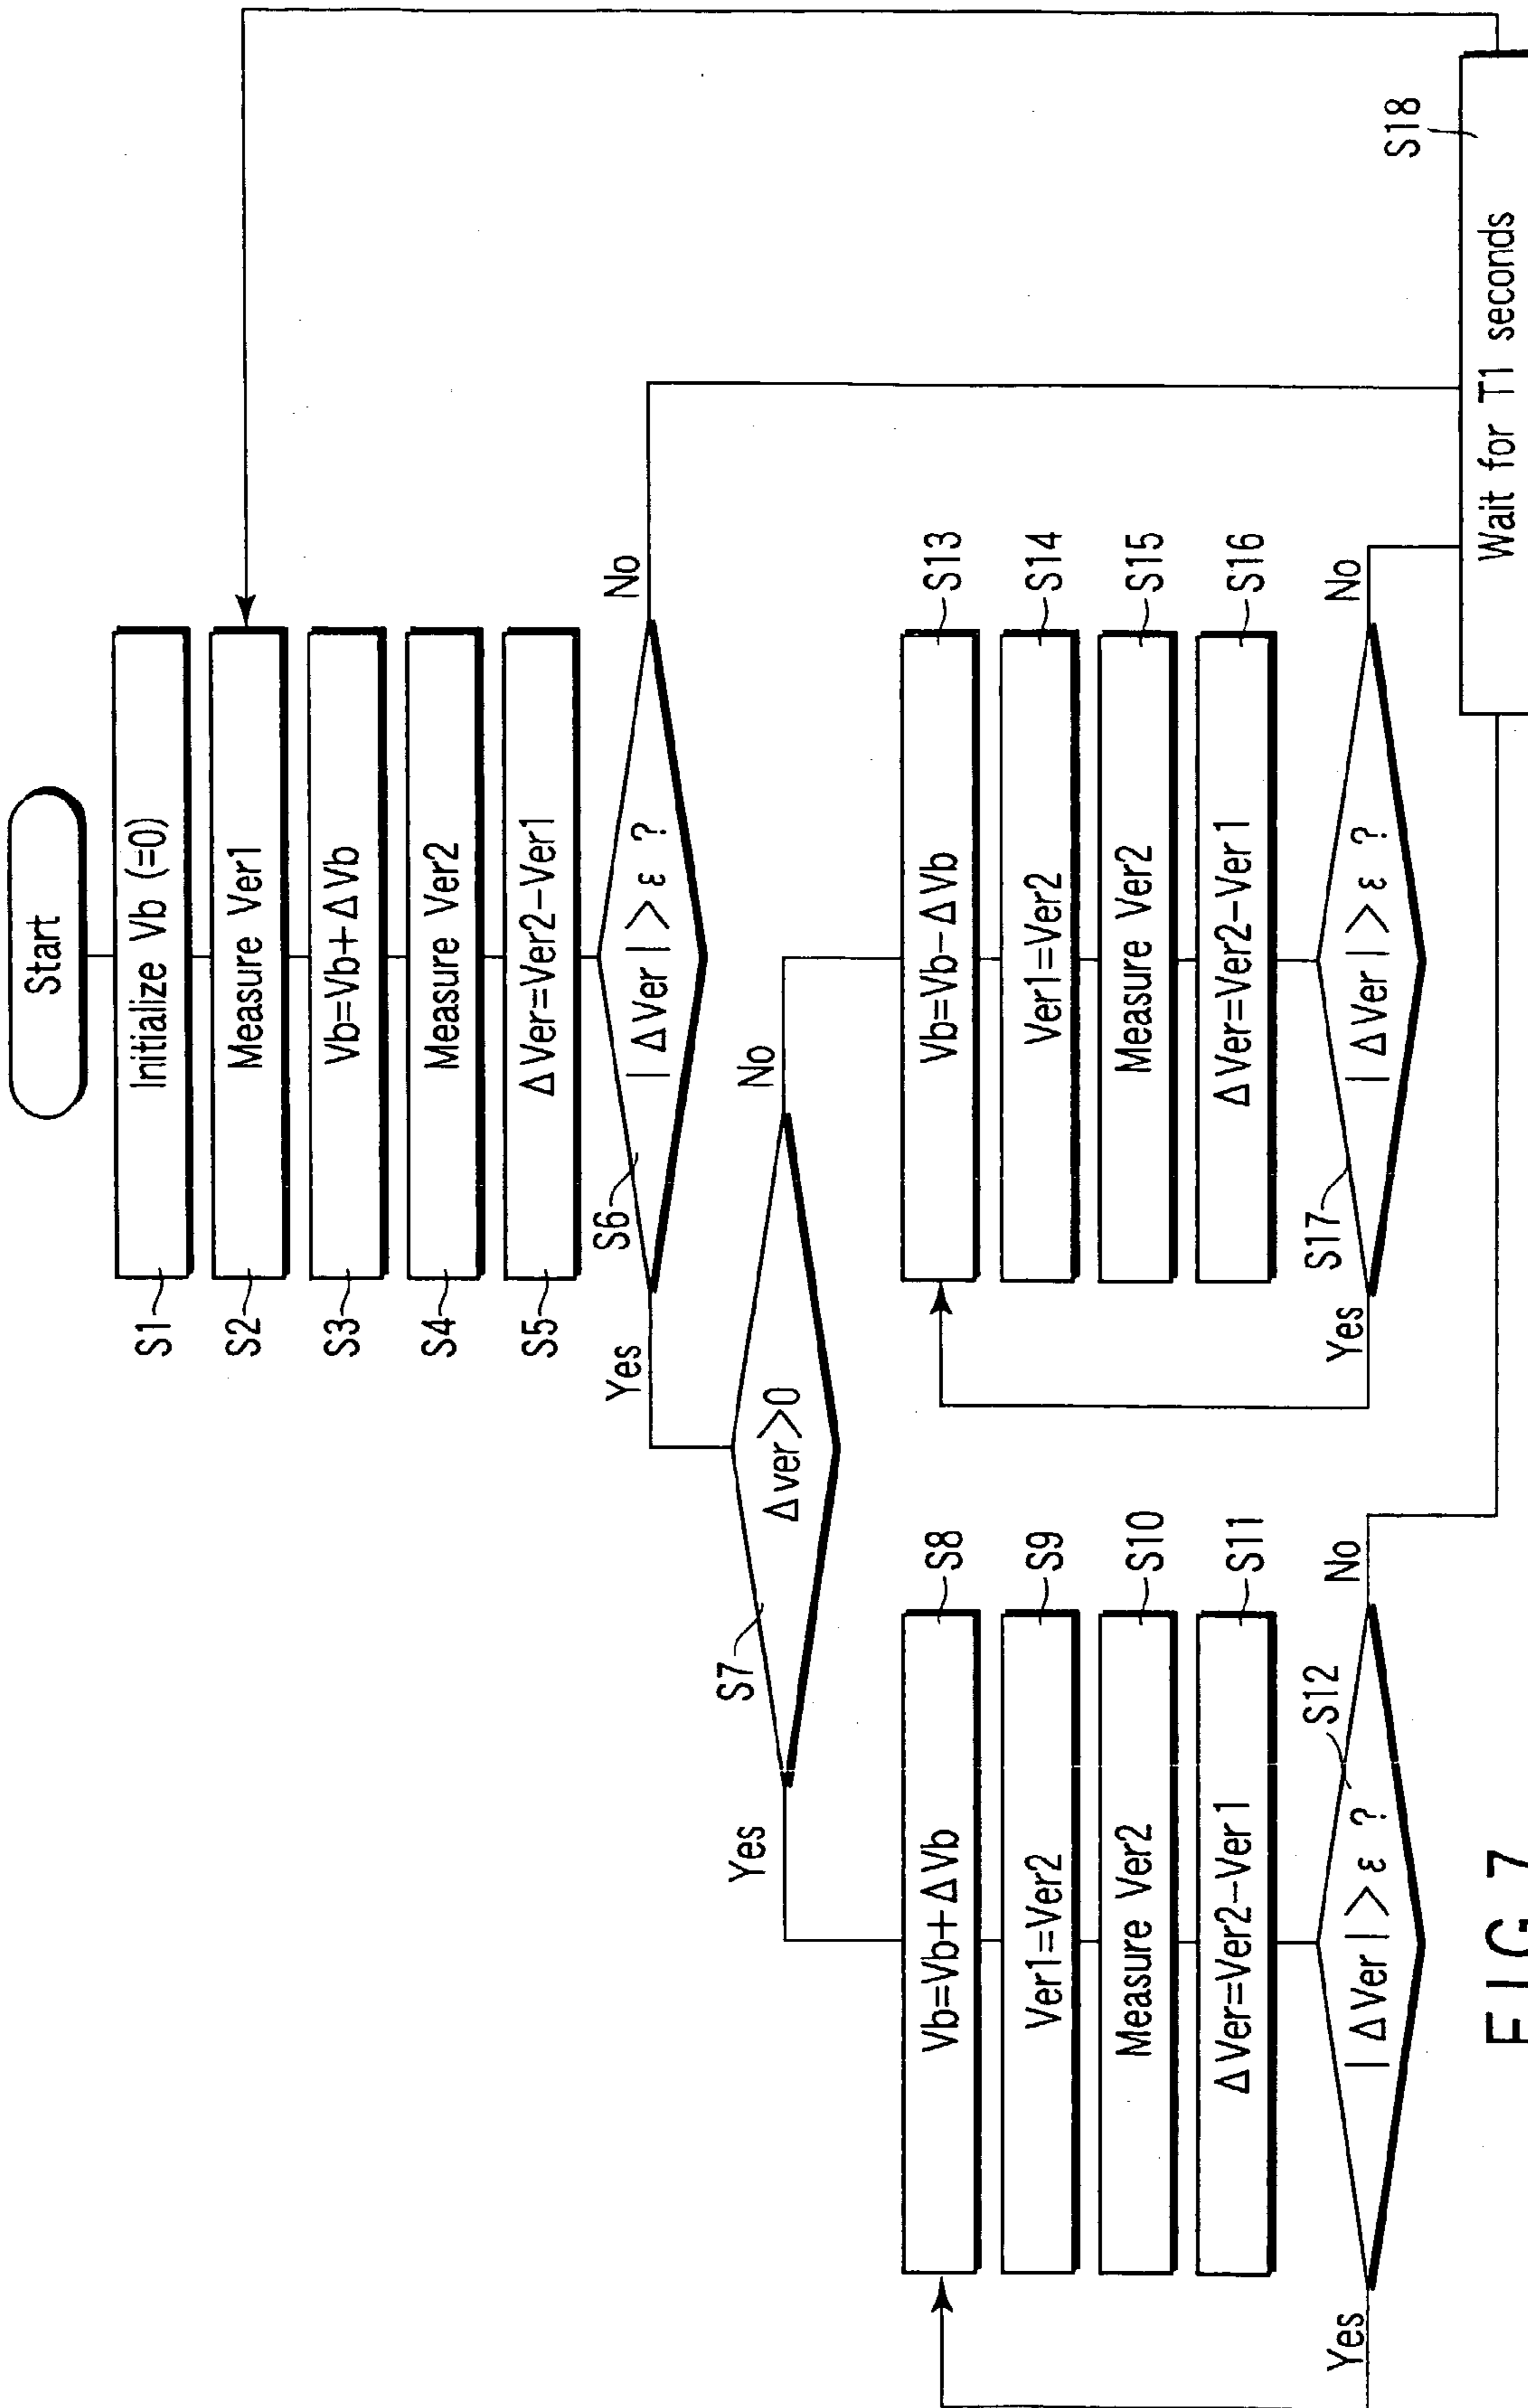 Start
S1
Initialize Vb (=0)
S2
Measure Ver1
S3
Vb=Vb+ΔVb
S4
Measure Ver2
S5
ΔVer=Ver2-Ver1
S6
|ΔVer|>ε ?
Yes
No
S7
Δver>0
Yes
No
Vb=Vb+ΔVb
S8
Ver1=Ver2
S9
Measure Ver2
S10
ΔVer=Ver2-Ver1
S11
|ΔVer|>ε ?
S12
Yes
No
Vb=Vb-ΔVb
S13
Ver1=Ver2
S14
Measure Ver2
S15
ΔVer=Ver2-Ver1
S16
S17
|ΔVer|>ε ?
Yes
No
S18
Wait for T1 seconds
FIG.7